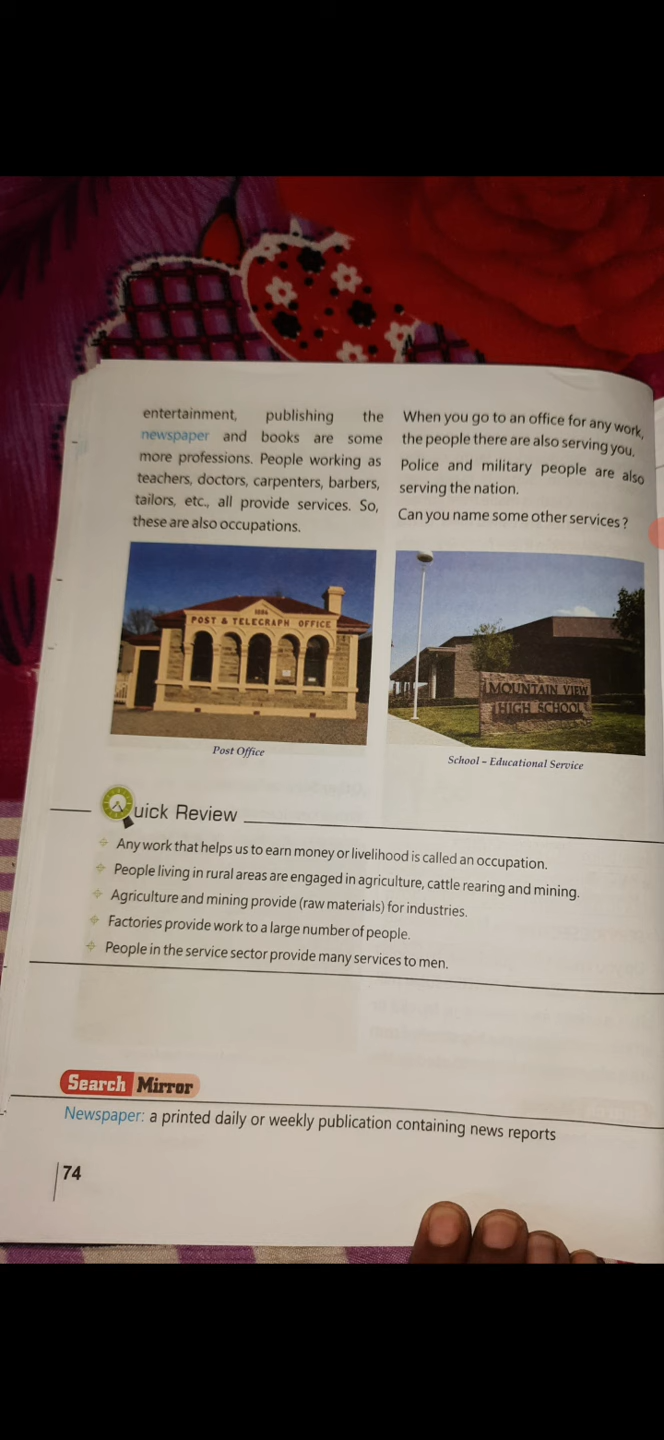 entertainment, publishing the
newspaper and books are some
more professions. People working as
teachers, doctors, carpenters, barbers,
tailors, etc., all provide services. So,
these are also occupations.
When you go to an office for any work,
the people there are also serving you.
Police and military people are also
serving the nation.
Can you name some other services ?
1884
POST & TELEGRAPH OFFICE
Post Office
MOUNTAIN VIEW
HIGH SCHOOL
School – Educational Service
Quick Review
Any work that helps us to earn money or livelihood is called an occupation.
People living in rural areas are engaged in agriculture, cattle rearing and mining.
Agriculture and mining provide (raw materials) for industries.
Factories provide work to a large number of people.
People in the service sector provide many services to men.
Search Mirror
Newspaper: a printed daily or weekly publication containing news reports
74